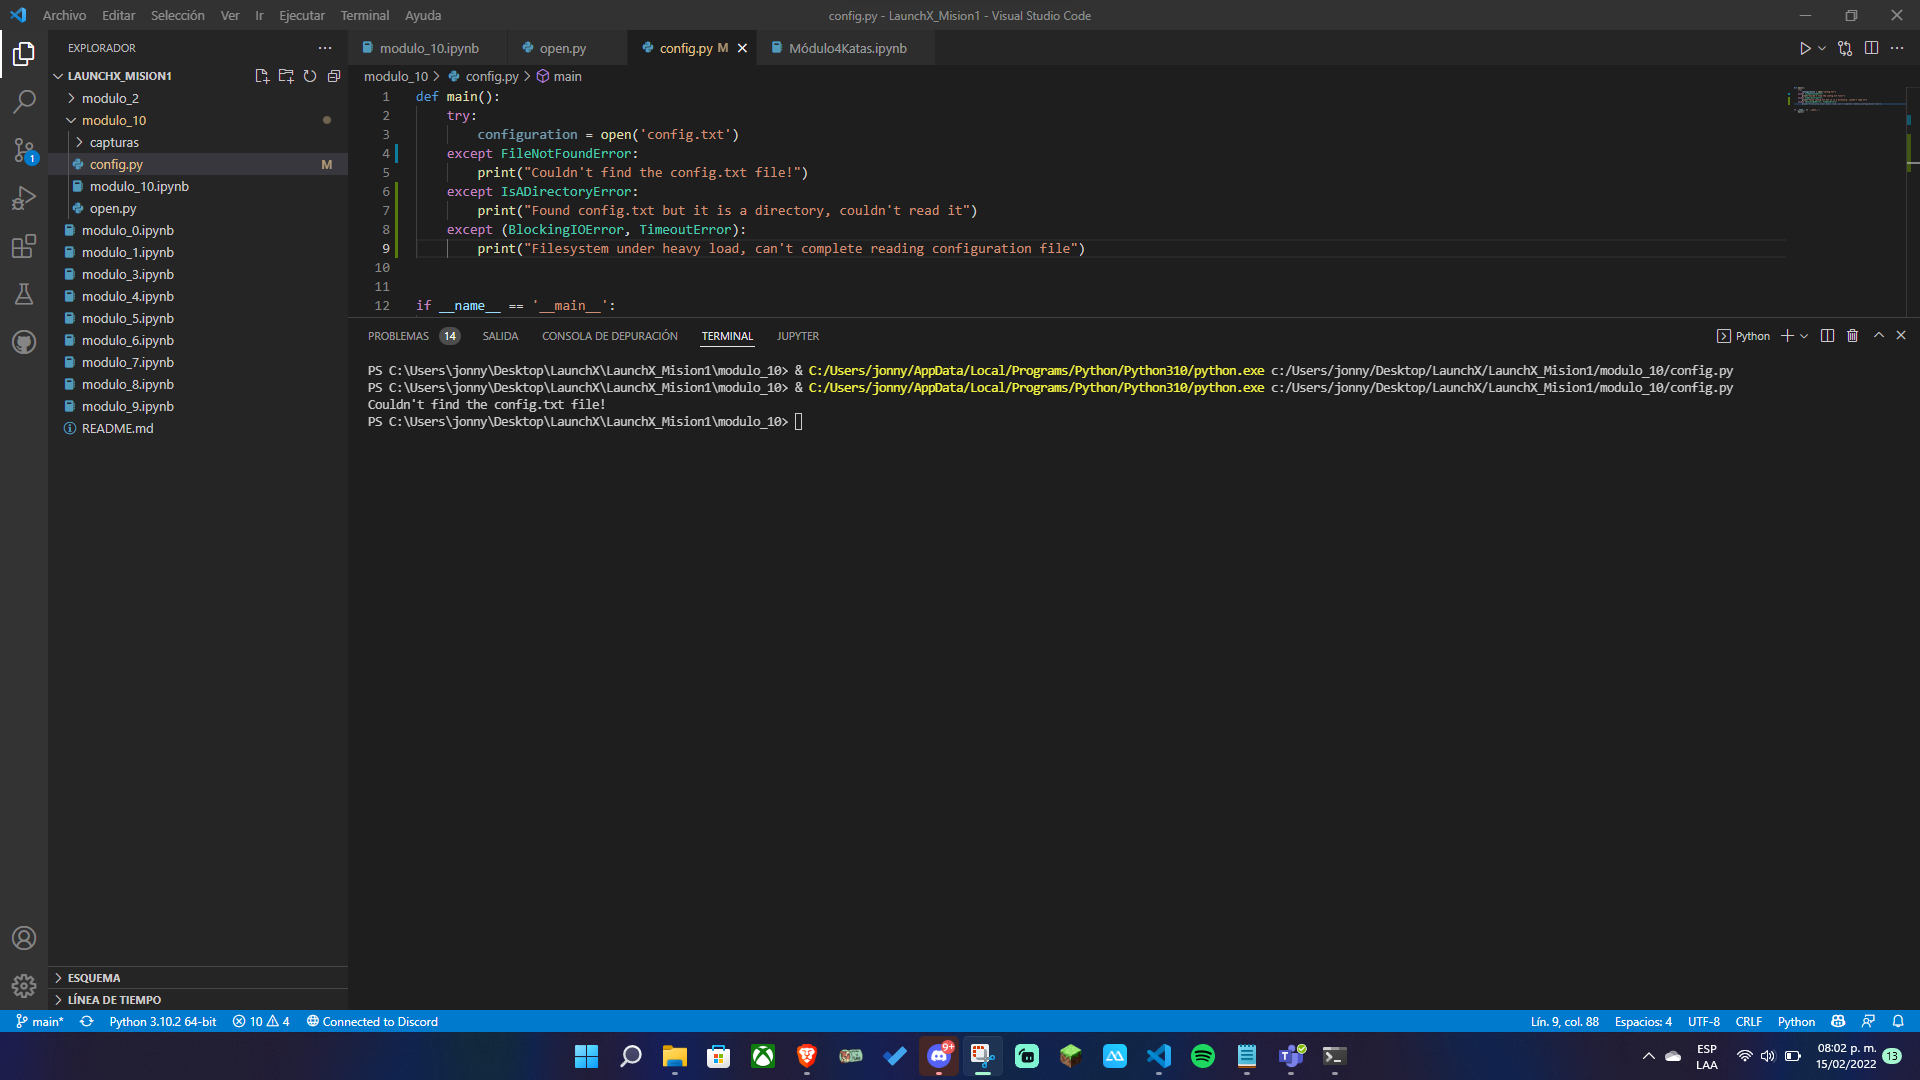 Archivo Editar Selección Ver Ir Ejecutar Terminal Ayuda
config.py - LaunchX_Mision1 - Visual Studio Code
EXPLORADOR
LAUNCHX_MISION1
modulo_2
modulo_10
capturas
config.py M
modulo_10.ipynb
open.py
modulo_0.ipynb
modulo_1.ipynb
modulo_3.ipynb
modulo_4.ipynb
modulo_5.ipynb
modulo_6.ipynb
modulo_7.ipynb
modulo_8.ipynb
modulo_9.ipynb
README.md
ESQUEMA
LÍNEA DE TIEMPO
1
modulo_10.ipynb open.py config.py M Módulo4Katas.ipynb
modulo_10 > config.py > main
1 def main():
2 try:
3 configuration = open('config.txt')
4 except FileNotFoundError:
5 print("Couldn't find the config.txt file!")
6 except IsADirectoryError:
7 print("Found config.txt but it is a directory, couldn't read it")
8 except (BlockingIOError, TimeoutError):
9 print("Filesystem under heavy load, can't complete reading configuration file")
10
11
12 if __name__ == '__main__':
PROBLEMAS 14 SALIDA CONSOLA DE DEPURACIÓN TERMINAL JUPYTER
Python
PS C:\Users\jonny\Desktop\LaunchX\LaunchX_Mision1\modulo_10> & C:/Users/jonny/AppData/Local/Programs/Python/Python310/python.exe c:/Users/jonny/Desktop/LaunchX/LaunchX_Mision1/modulo_10/config.py
PS C:\Users\jonny\Desktop\LaunchX\LaunchX_Mision1\modulo_10> & C:/Users/jonny/AppData/Local/Programs/Python/Python310/python.exe c:/Users/jonny/Desktop/LaunchX/LaunchX_Mision1/modulo_10/config.py
Couldn't find the config.txt file!
PS C:\Users\jonny\Desktop\LaunchX\LaunchX_Mision1\modulo_10>
main* Python 3.10.2 64-bit 10 4 Connected to Discord
Lín. 9, col. 88 Espacios: 4 UTF-8 CRLF Python
9+
ESP
LAA
08:02 p. m.
15/02/2022
13